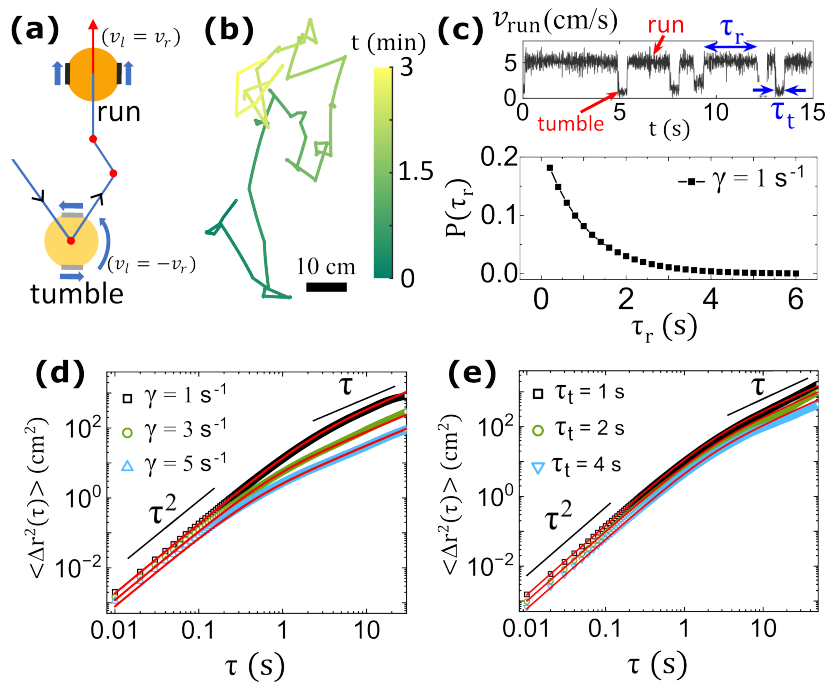 (a)
(v_l = v_r)
run
(v_l = −v_r)
tumble
(b)
t (min)
3
1.5
0
10 cm
(c)
v_run (cm/s)
run
τ_r
5
0
tumble
τ_t
0
5
10
15
t (s)
0.2
γ = 1 s⁻¹
P(τ_r)
0.1
0.0
0
2
4
6
τ_r (s)
(d)
τ
γ = 1 s⁻¹
γ = 3 s⁻¹
γ = 5 s⁻¹
τ²
<Δr²(τ)> (cm²)
10²
10⁰
10⁻²
0.01
0.1
1
10
τ (s)
(e)
τ
τ_t = 1 s
τ_t = 2 s
τ_t = 4 s
τ²
<Δr²(τ)> (cm²)
10²
10⁰
10⁻²
0.01
0.1
1
10
τ (s)